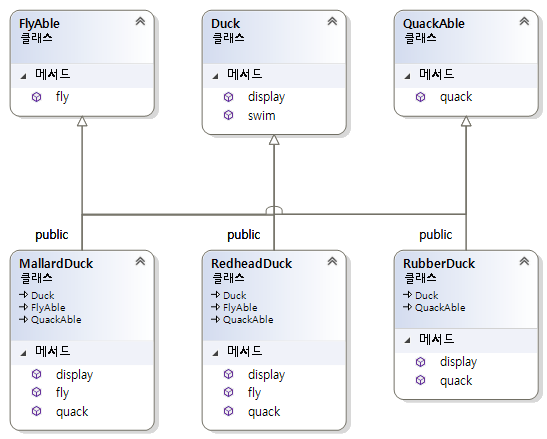 FlyAble
클래스
메서드
fly
Duck
클래스
메서드
display
swim
QuackAble
클래스
메서드
quack
public
public
public
MallardDuck
클래스
Duck
FlyAble
QuackAble
메서드
display
fly
quack
RedheadDuck
클래스
Duck
FlyAble
QuackAble
메서드
display
fly
quack
RubberDuck
클래스
Duck
QuackAble
메서드
display
quack